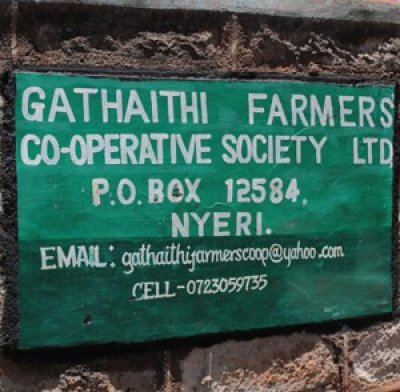 GATHAITHI FARMERS
CO-OPERATIVE SOCIETY LTD
P.O.BOX 12584,
NYERI.
EMAIL: gathaithifarmerscoop@yahoo.com
CELL-0723059735